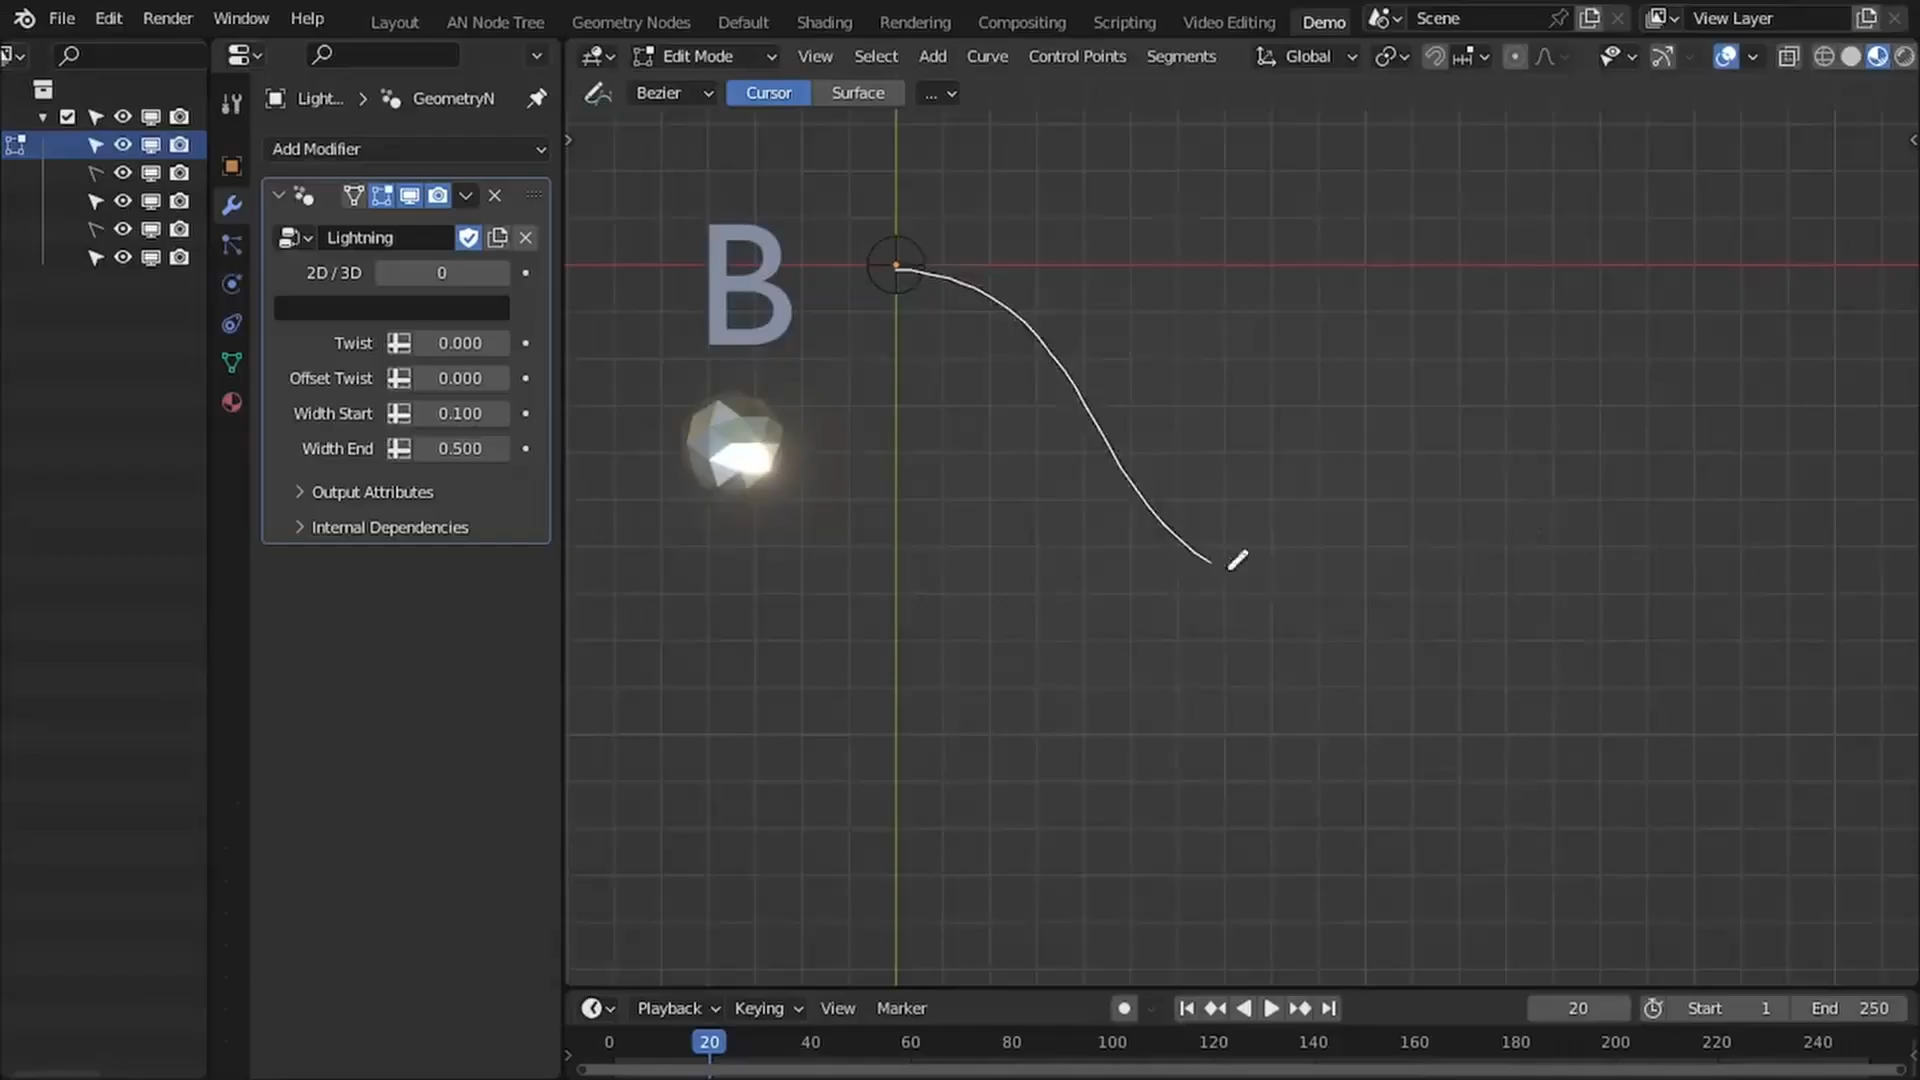 File Edit Render Window Help Layout AN Node Tree Geometry Nodes Default Shading Rendering Compositing Scripting Video Editing Demo Scene View Layer
Edit Mode View Select Add Curve Control Points Segments Global
Light... GeometryN Bezier Cursor Surface ...
Add Modifier
Lightning
2D / 3D 0
Twist 0.000
Offset Twist 0.000
Width Start 0.100
Width End 0.500
Output Attributes
Internal Dependencies
B
Playback Keying View Marker 20 Start 1 End 250
0 20 40 60 80 100 120 140 160 180 200 220 240